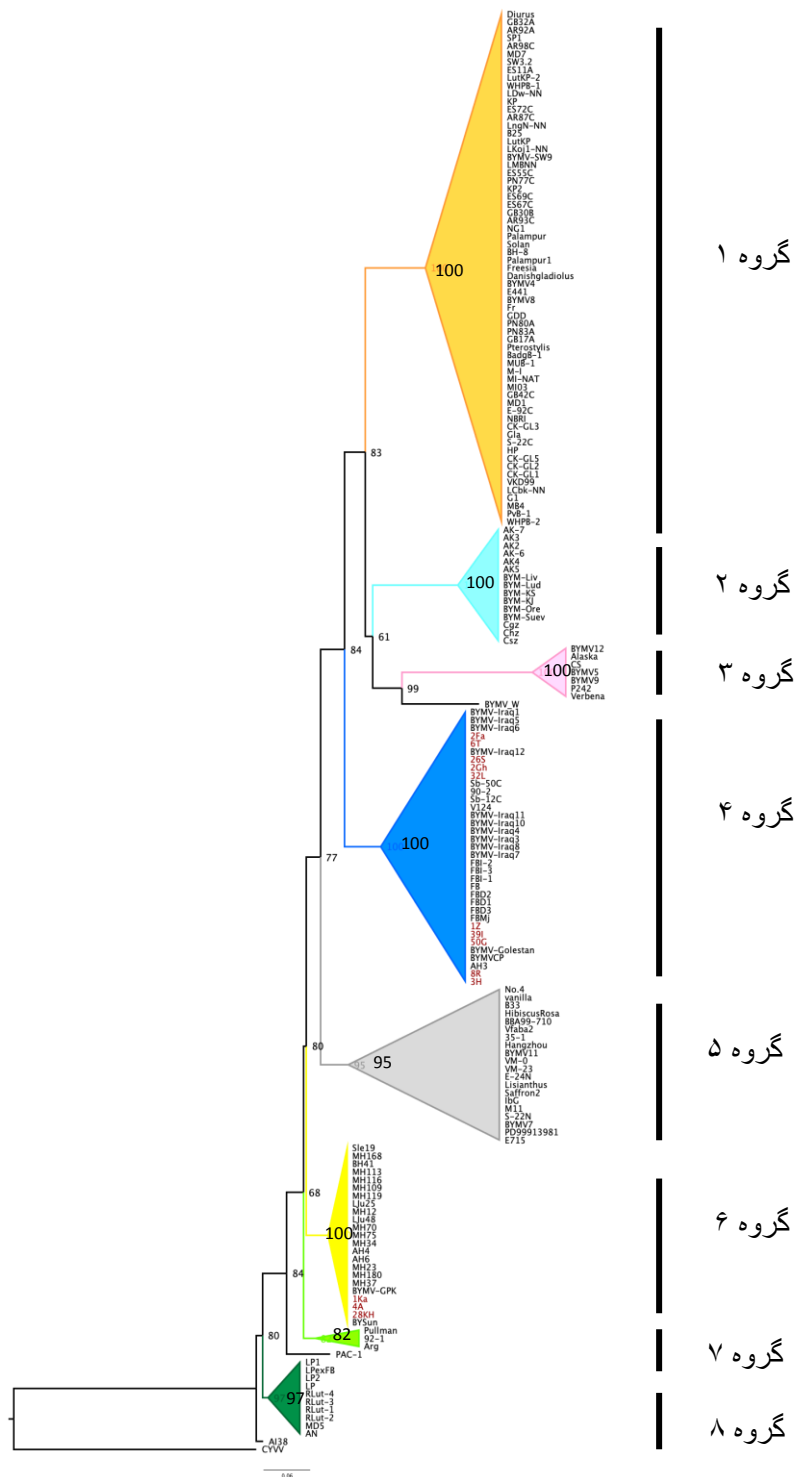 Diurus
GB32A
AR92A
SP1
AR98C
MD7
SW3.2
ES11A
LutKP-2
WHPB-1
LDw-NN
KP
ES72C
AR87C
LngN-NN
B25
LutKP
LKoj1-NN
BYMV-SW9
LMBNN
ES55C
PN77C
KP2
ES69C
ES67C
GB30B
AR93C
NG1
Palampur
Solan
BH-8
Palampur1
Freesia
Danishgladiolus
BYMV4
E441
BYMV8
Fr
GDD
PN80A
PN83A
GB17A
Pterostylis
BadgB-1
MUB-1
M-I
MI-NAT
MI03
GB42C
MD1
E-92C
NBRI
CK-GL3
Gla
S-22C
HP
CK-GL5
CK-GL2
CK-GL1
VKD99
LCbk-NN
G1
MB4
PvB-1
WHPB-2
100
گروه ۱
83
AK-7
AK3
AK2
AK-6
AK4
AK5
BYM-Liv
BYM-Lud
BYM-KS
BYM-KJ
BYM-Ore
BYM-Suev
Cgz
Chz
Csz
100
گروه ۲
61
84
BYMV12
Alaska
CS
BYMV5
BYMV9
P242
Verbena
100
گروه ۳
99
BYMV_W
BYMV-Iraq1
BYMV-Iraq5
BYMV-Iraq6
2Fa
6T
BYMV-Iraq12
26S
2Gh
32L
Sb-50C
90-2
Sb-12C
V124
BYMV-Iraq11
BYMV-Iraq10
BYMV-Iraq4
BYMV-Iraq3
BYMV-Iraq8
BYMV-Iraq7
FBI-2
FBI-3
FBI-1
FB
FBD2
FBD1
FBD3
FBMj
1Z
39I
50G
BYMV-Golestan
BYMVCP
AH3
8R
3H
100
گروه ۴
77
No.4
vanilla
B33
HibiscusRosa
BBA99-710
Vfaba2
35-1
Hangzhou
BYMV11
VM-0
VM-23
E-24N
Lisianthus
Saffron2
IbG
M11
S-22N
BYMV7
PD99913981
E715
95
95
گروه ۵
80
Sle19
MH168
BH41
MH113
MH116
MH109
MH119
LJu25
MH12
LJu48
MH70
MH75
MH34
AH4
AH6
MH23
MH180
MH37
BYMV-GPK
1Ka
4A
28KH
BYSun
100
گروه ۶
68
Pullman
92-1
Arg
82
گروه ۷
84
PAC-1
80
LP1
LPexFB
LP2
LP
RLut-4
RLut-3
RLut-1
RLut-2
MD5
AN
97
97
گروه ۸
AI38
CYVV
0.06